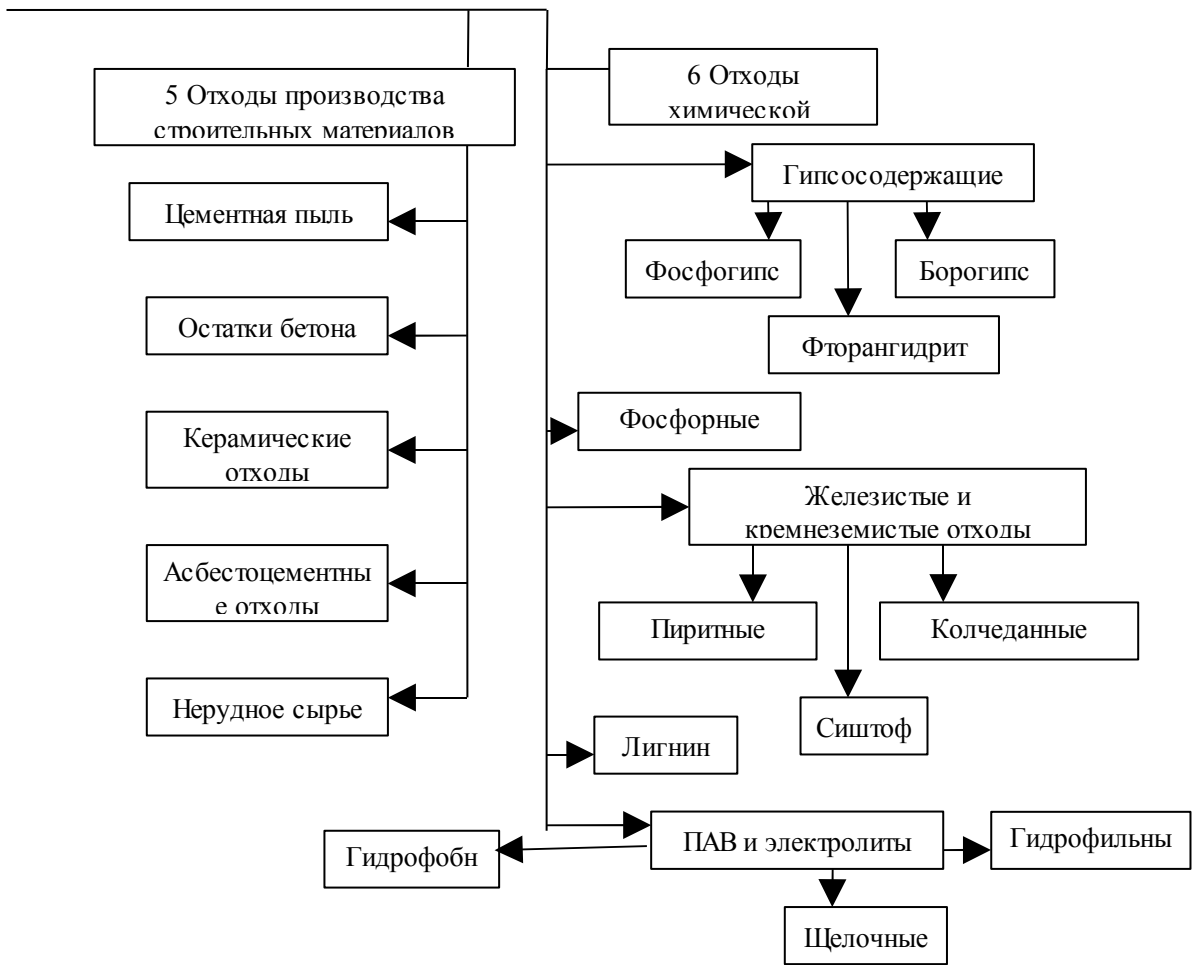 5 Отходы производства
строительных материалов
6 Отходы
химической
Гипсосодержащие
Цементная пыль
Фосфогипс
Борогипс
Остатки бетона
Фторангидрит
Керамические
отходы
Фосфорные
Железистые и
кремнеземистые отходы
Асбестоцементны
е отходы
Пиритные
Колчеданные
Нерудное сырье
Сиштоф
Лигнин
ПАВ и электролиты
Гидрофильны
Гидрофобн
Щелочные